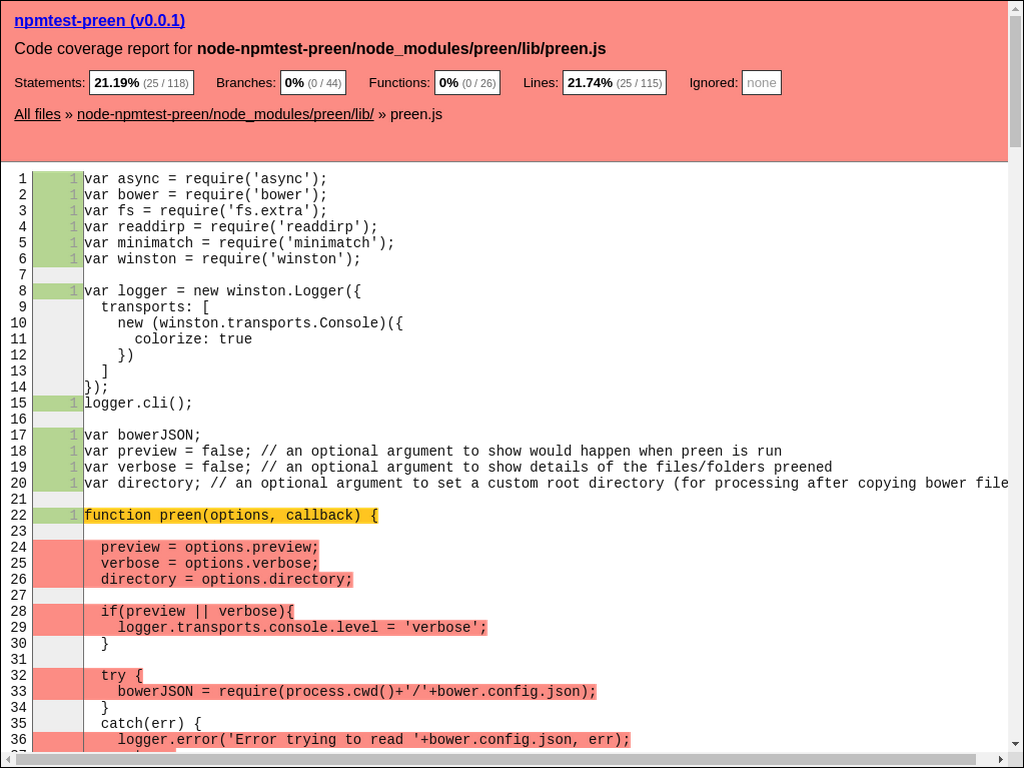 npmtest-preen (v0.0.1)
Code coverage report for node-npmtest-preen/node_modules/preen/lib/preen.js
Statements: 21.19% (25 / 118) Branches: 0% (0 / 44) Functions: 0% (0 / 26) Lines: 21.74% (25 / 115) Ignored: none
All files » node-npmtest-preen/node_modules/preen/lib/ » preen.js
1 1 var async = require('async');
2 1 var bower = require('bower');
3 1 var fs = require('fs.extra');
4 1 var readdirp = require('readdirp');
5 1 var minimatch = require('minimatch');
6 1 var winston = require('winston');
7
8 1 var logger = new winston.Logger({
9 transports: [
10 new (winston.transports.Console)({
11 colorize: true
12 })
13 ]
14 });
15 1 logger.cli();
16
17 1 var bowerJSON;
18 1 var preview = false; // an optional argument to show would happen when preen is run
19 1 var verbose = false; // an optional argument to show details of the files/folders preened
20 1 var directory; // an optional argument to set a custom root directory (for processing after copying bower file
21
22 1 function preen(options, callback) {
23
24 preview = options.preview;
25 verbose = options.verbose;
26 directory = options.directory;
27
28 if(preview || verbose){
29 logger.transports.console.level = 'verbose';
30 }
31
32 try {
33 bowerJSON = require(process.cwd()+'/'+bower.config.json);
34 }
35 catch(err) {
36 logger.error('Error trying to read '+bower.config.json, err);